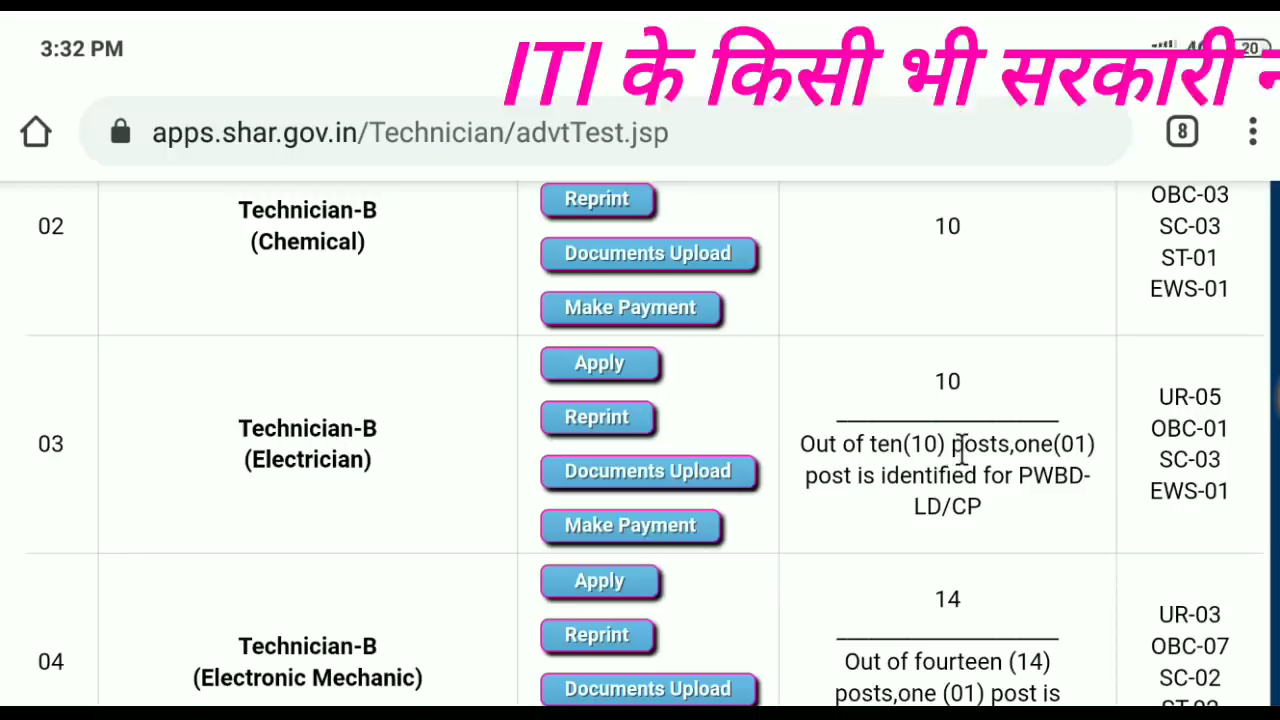 3:32 PM
ITI के किसी भी सरकारी
20
apps.shar.gov.in/Technician/advtTest.jsp
8
02
Technician-B
(Chemical)
Reprint
Documents Upload
Make Payment
10
OBC-03
SC-03
ST-01
EWS-01
03
Technician-B
(Electrician)
Apply
Reprint
Documents Upload
Make Payment
10
Out of ten(10) posts,one(01)
post is identified for PWBD-
LD/CP
UR-05
OBC-01
SC-03
EWS-01
04
Technician-B
(Electronic Mechanic)
Apply
Reprint
Documents Upload
14
Out of fourteen (14)
posts,one (01) post is
UR-03
OBC-07
SC-02